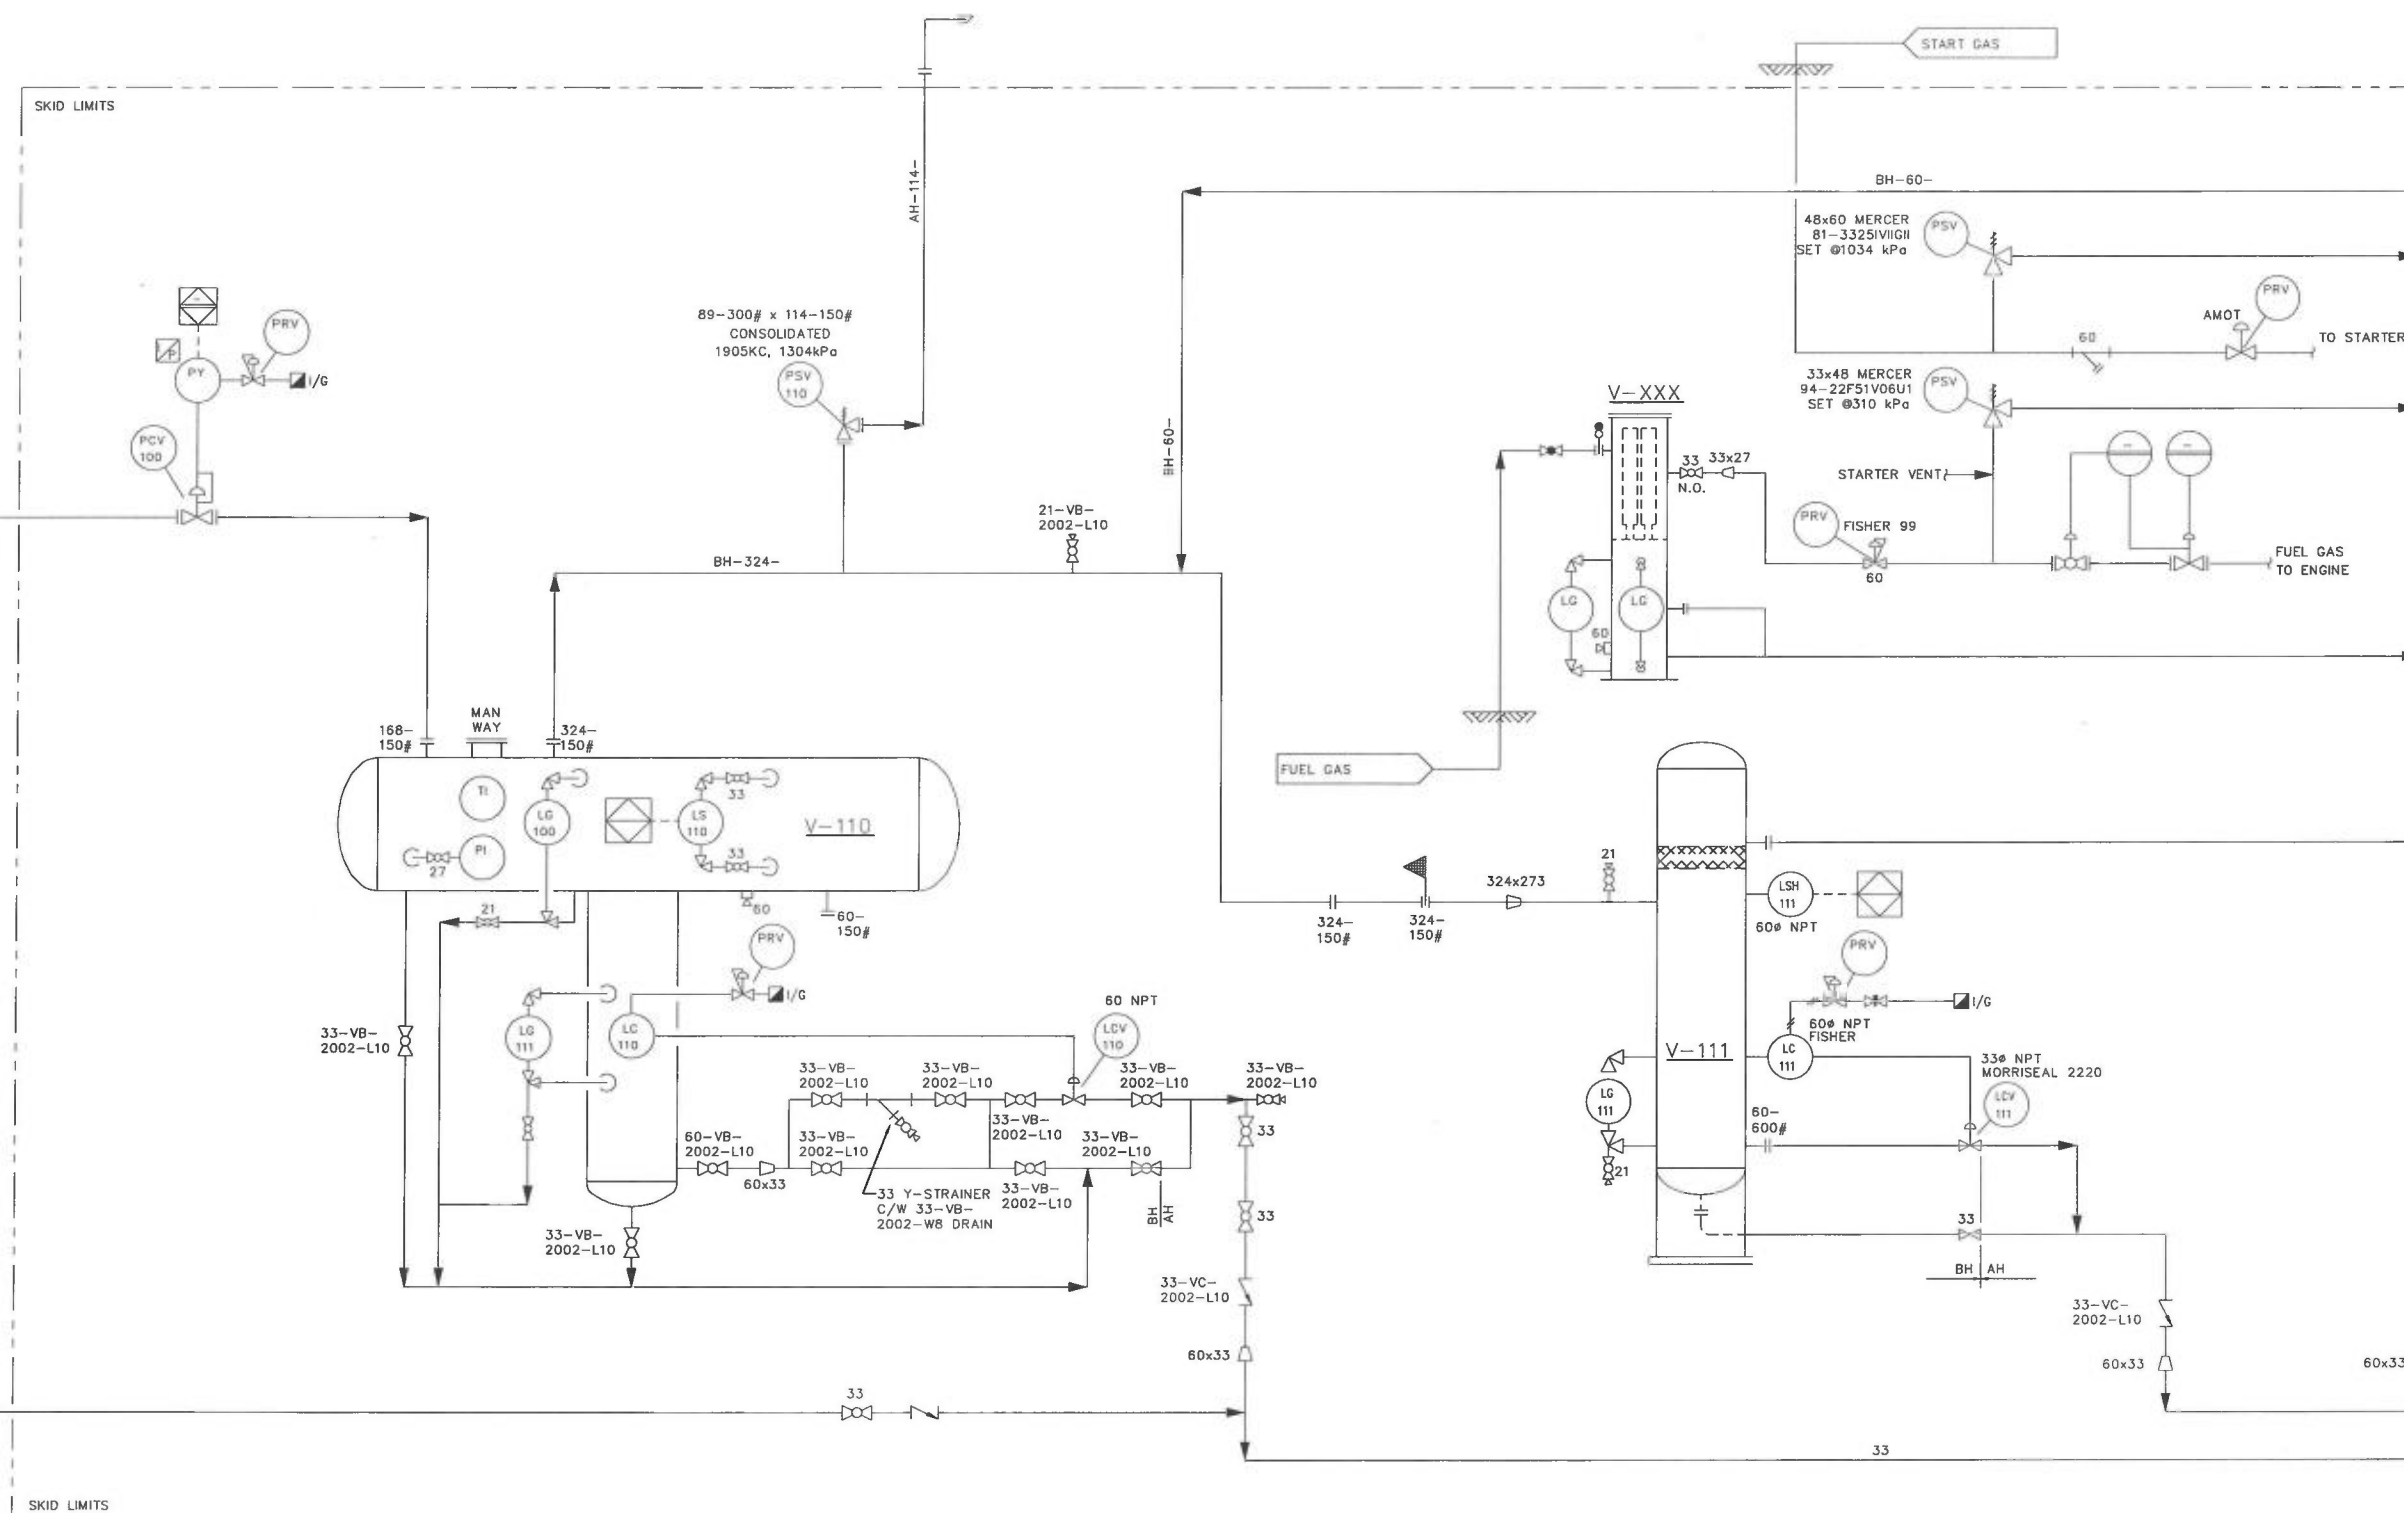 START GAS
SKID LIMITS
AH-114-
BH-60-
48x60 MERCER
81-3325IVIIGII
SET @1034 kPa
PSV
PRV
AMOT
60
TO STARTER
PRV
I/P
PY
I/G
PCV
100
89-300# x 114-150#
CONSOLIDATED
1905KC, 1304kPa
PSV
110
BH-60-
V-XXX
33x48 MERCER
94-22F51V06U1
SET @310 kPa
PSV
33
33x27
N.O.
STARTER VENT
21-VB-
2002-L10
PRV
FISHER 99
60
FUEL GAS
TO ENGINE
BH-324-
LG
LG
60
168-
150#
MAN
WAY
324-
150#
FUEL GAS
TI
LG
100
33
LS
110
V-110
PI
27
33
21
60
60-
150#
324-
150#
324-
150#
324x273
21
LSH
111
60ø NPT
PRV
I/G
PRV
I/G
LG
111
LC
110
60 NPT
LCV
110
33-VB-
2002-L10
V-111
60ø NPT
FISHER
LC
111
33ø NPT
MORRISEAL 2220
LCV
111
LG
111
60-
600#
21
33-VB-
2002-L10
33-VB-
2002-L10
33-VB-
2002-L10
33-VB-
2002-L10
33-VB-
2002-L10
60-VB-
2002-L10
33-VB-
2002-L10
33-VB-
2002-L10
33
60x33
33 Y-STRAINER
C/W 33-VB-
2002-W8 DRAIN
33-VB-
2002-L10
BH
AH
33
33
33-VB-
2002-L10
BH
AH
33-VC-
2002-L10
33-VC-
2002-L10
60x33
60x33
60x33
33
33
SKID LIMITS